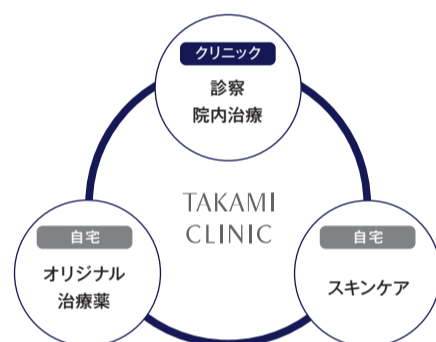 クリニック
診察
院内治療
TAKAMI
CLINIC
自宅
オリジナル
治療薬
自宅
スキンケア